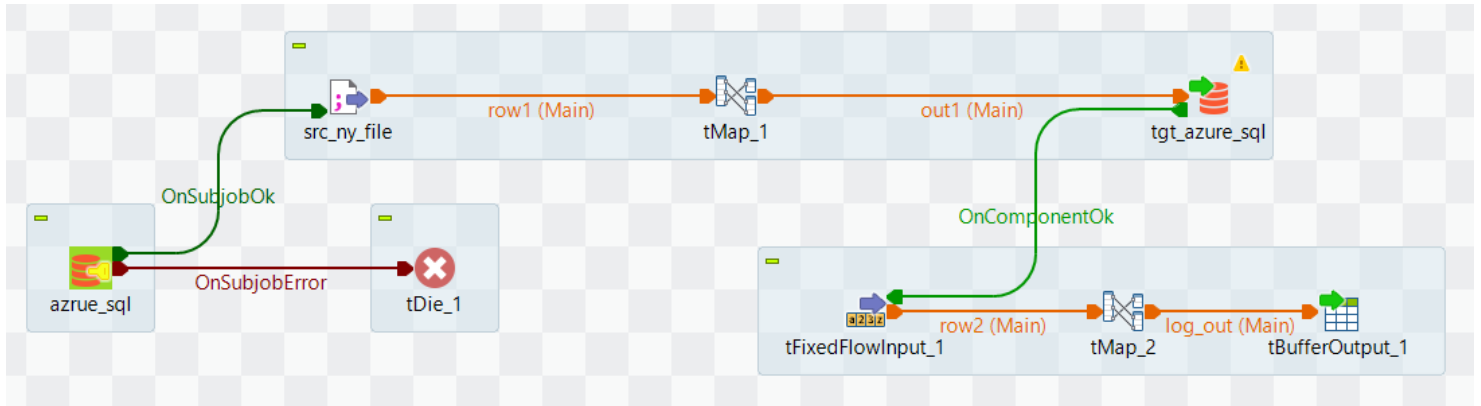 row1 (Main)
out1 (Main)
src_ny_file
tMap_1
tgt_azure_sql
OnSubjobOk
OnComponentOk
OnSubjobError
azrue_sql
tDie_1
a23z
row2 (Main)
log_out (Main)
tFixedFlowInput_1
tMap_2
tBufferOutput_1